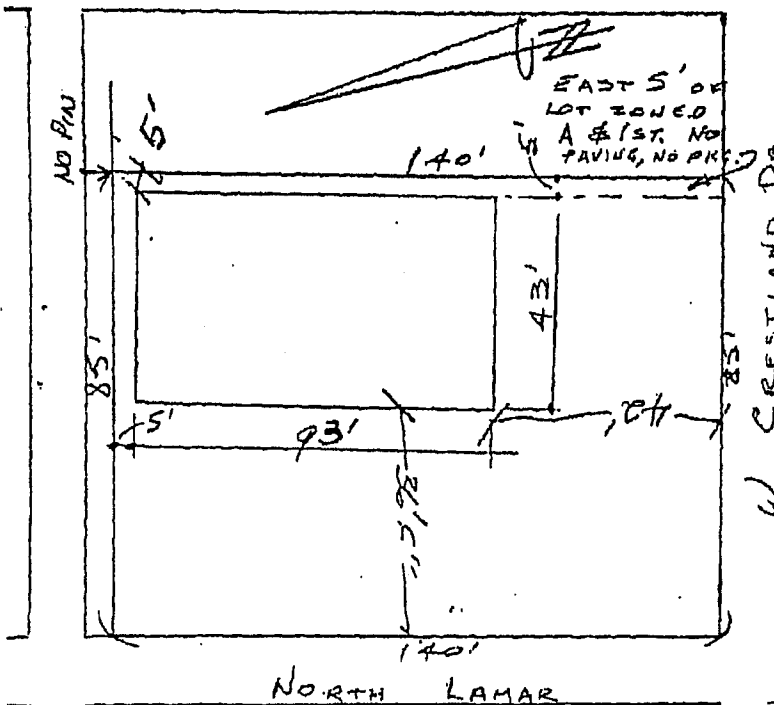 EAST 5' OF
LOT ZONED
A & 1ST. NO
PAVING, NO PKG.
NO PIN
5'
140'
5'
43'
85'
5'
93'
42'
140'
NORTH LAMAR